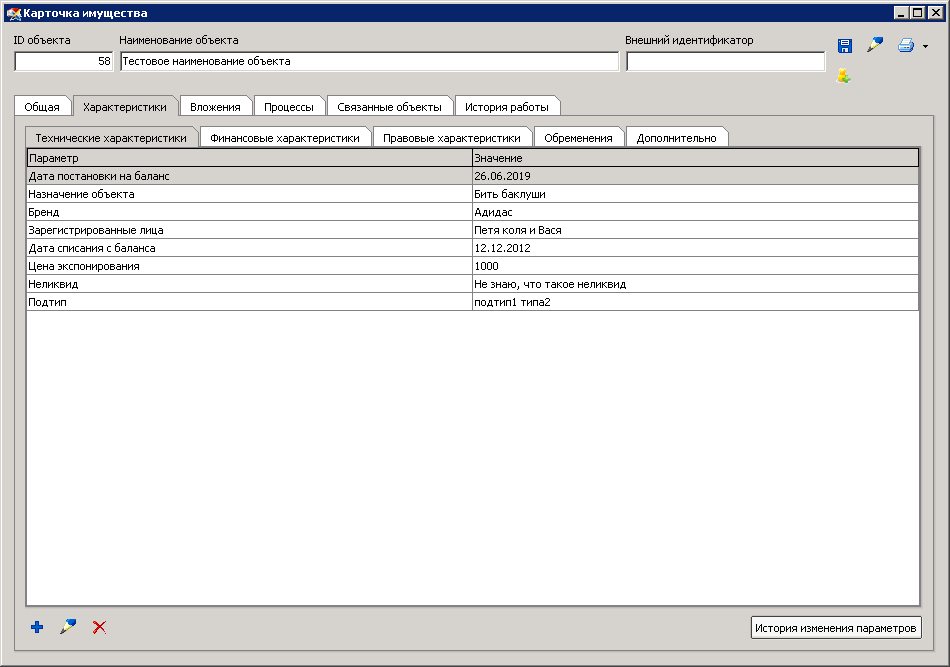 Карточка имущества
ID объекта Наименование объекта Внешний идентификатор
58 Тестовое наименование объекта
Общая Характеристики Вложения Процессы Связанные объекты История работы
Технические характеристики Финансовые характеристики Правовые характеристики Обременения Дополнительно
Параметр Значение
Дата постановки на баланс 26.06.2019
Назначение объекта Бить баклуши
Бренд Адидас
Зарегистрированные лица Петя коля и Вася
Дата списания с баланса 12.12.2012
Цена экспонирования 1000
Неликвид Не знаю, что такое неликвид
Подтип подтип1 типа2
История изменения параметров